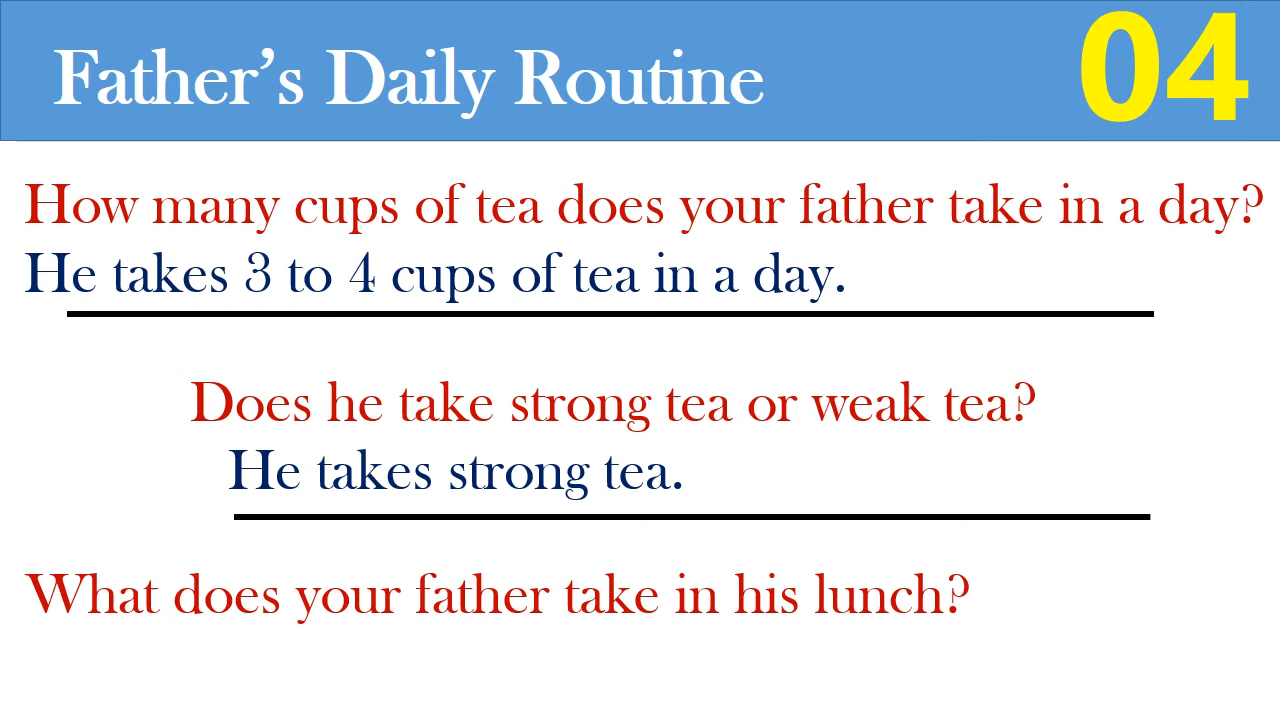 Father’s Daily Routine
04
How many cups of tea does your father take in a day?
He takes 3 to 4 cups of tea in a day.
Does he take strong tea or weak tea?
He takes strong tea.
What does your father take in his lunch?